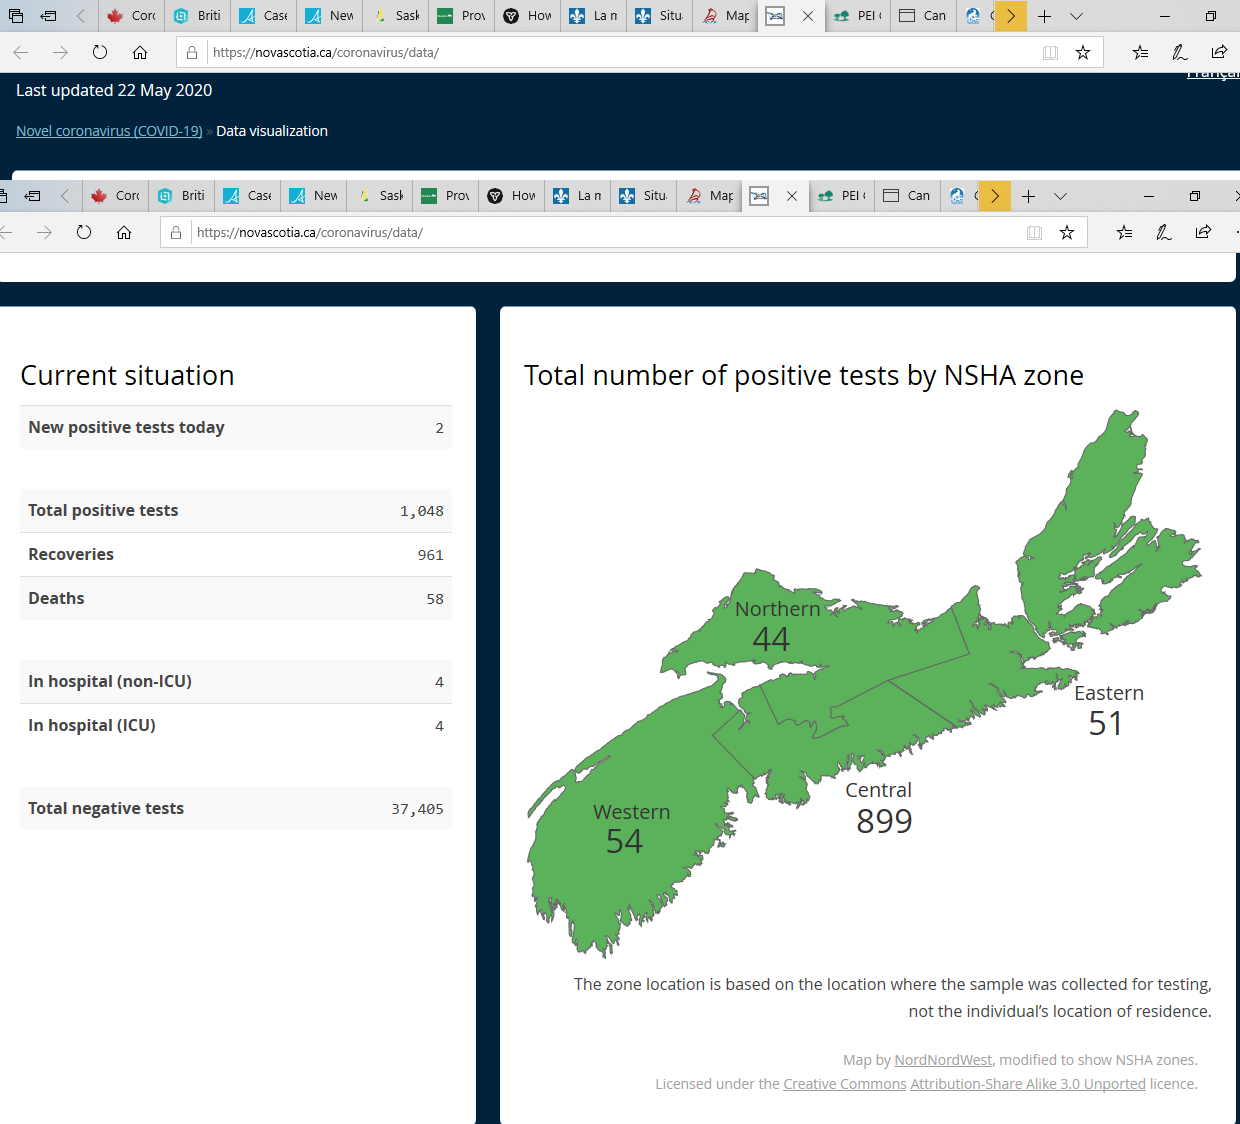 Coro Briti Case New Sask Prov How La m Situ Map PEI Can
https://novascotia.ca/coronavirus/data/
Français
Last updated 22 May 2020
Novel coronavirus (COVID-19) » Data visualization
Cor Briti Case New Sask Prov How La m Situ Map PEI Can
https://novascotia.ca/coronavirus/data/
Current situation
New positive tests today 2
Total positive tests 1,048
Recoveries 961
Deaths 58
In hospital (non-ICU) 4
In hospital (ICU) 4
Total negative tests 37,405
Total number of positive tests by NSHA zone
Northern
44
Eastern
51
Central
899
Western
54
The zone location is based on the location where the sample was collected for testing,
not the individual’s location of residence.
Map by NordNordWest, modified to show NSHA zones.
Licensed under the Creative Commons Attribution-Share Alike 3.0 Unported licence.